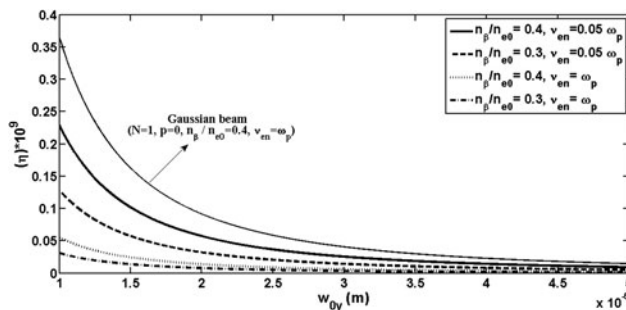 0.4
0.35
0.3
0.25
0.2
0.15
0.1
0.05
0
(η)*10^9
n_β/n_e0 = 0.4, ν_en=0.05 ω_p
n_β/n_e0 = 0.3, ν_en=0.05 ω_p
n_β/n_e0 = 0.4, ν_en= ω_p
n_β/n_e0 = 0.3, ν_en= ω_p
Gaussian beam
(N=1, p=0, n_β / n_e0=0.4, ν_en=ω_p)
1 1.5 2 2.5 3 3.5 4 4.5
w_0y (m)
x 10